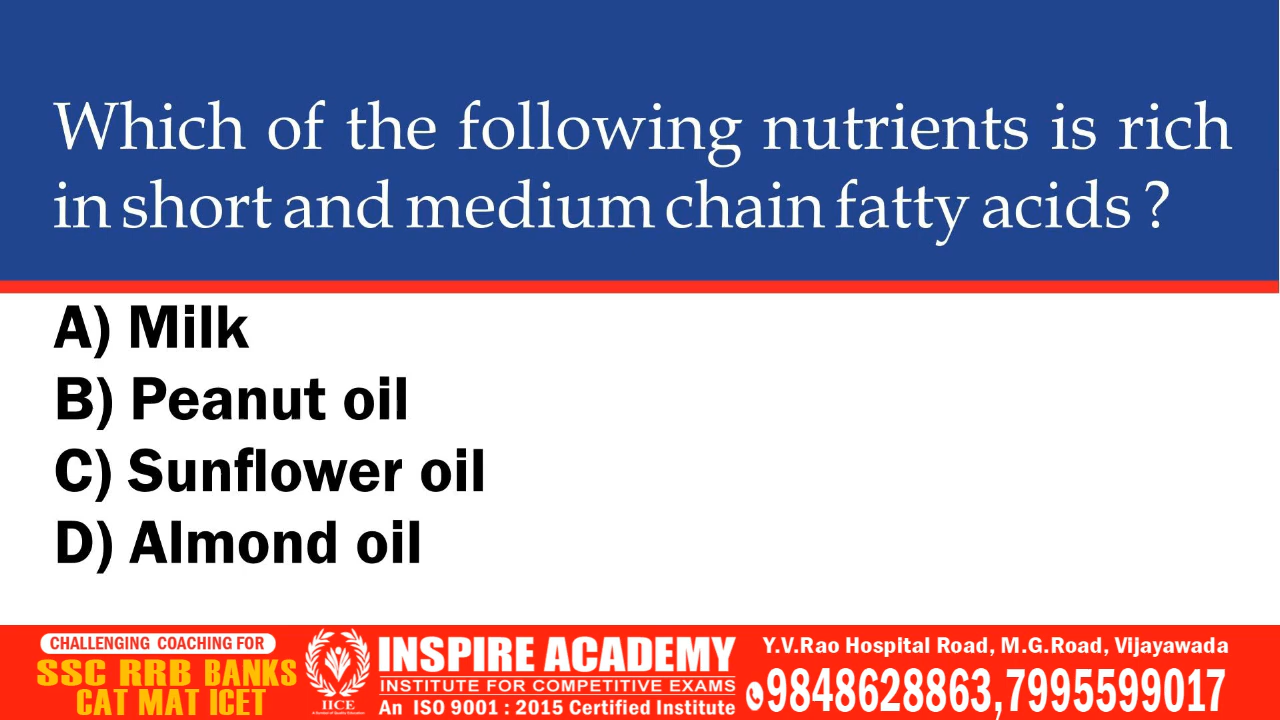 Which of the following nutrients is rich
in short and medium chain fatty acids ?
A) Milk
B) Peanut oil
C) Sunflower oil
D) Almond oil
CHALLENGING COACHING FOR
SSC RRB BANKS
CAT MAT ICET
IICE
INSPIRE ACADEMY
INSTITUTE FOR COMPETITIVE EXAMS
An ISO 9001 : 2015 Certified Institute
Y.V.Rao Hospital Road, M.G.Road, Vijayawada
9848628863,7995599017